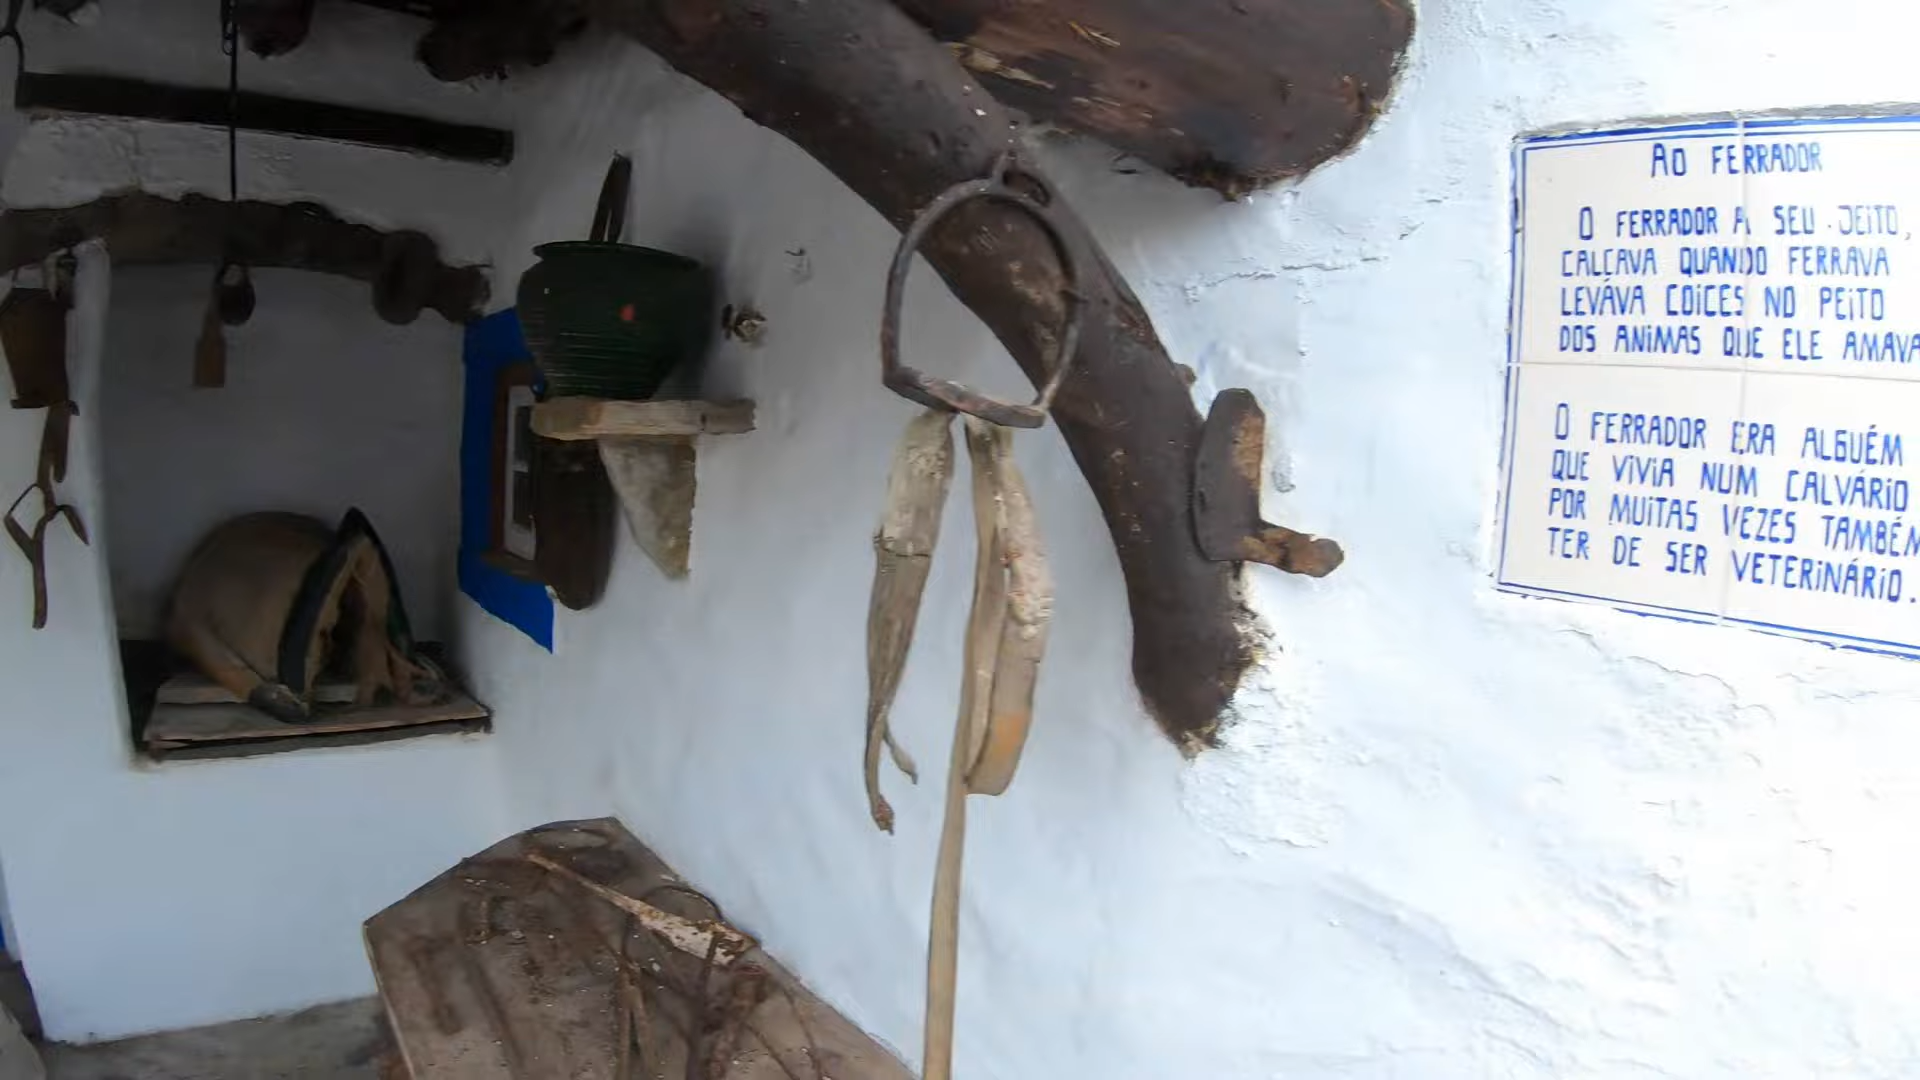 AO FERRADOR
O FERRADOR A SEU JEITO,
CALÇAVA QUANDO FERRAVA
LEVÁVA COICES NO PEITO
DOS ANIMAS QUE ELE AMAVA
O FERRADOR ERA ALGUÉM
QUE VIVIA NUM CALVÁRIO
POR MUITAS VEZES TAMBÉM
TER DE SER VETERINÁRIO.